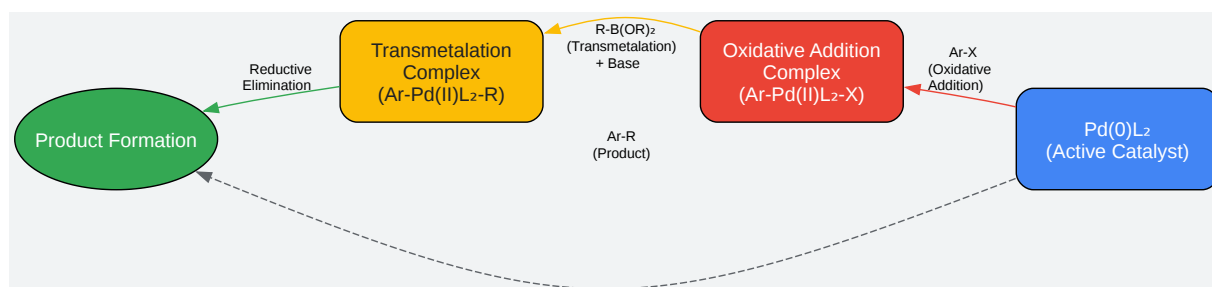 Transmetalation
Complex
(Ar-Pd(II)L₂-R)
R-B(OR)₂
(Transmetalation)
+ Base
Oxidative Addition
Complex
(Ar-Pd(II)L₂-X)
Ar-X
(Oxidative
Addition)
Reductive
Elimination
Product Formation
Ar-R
(Product)
Pd(0)L₂
(Active Catalyst)